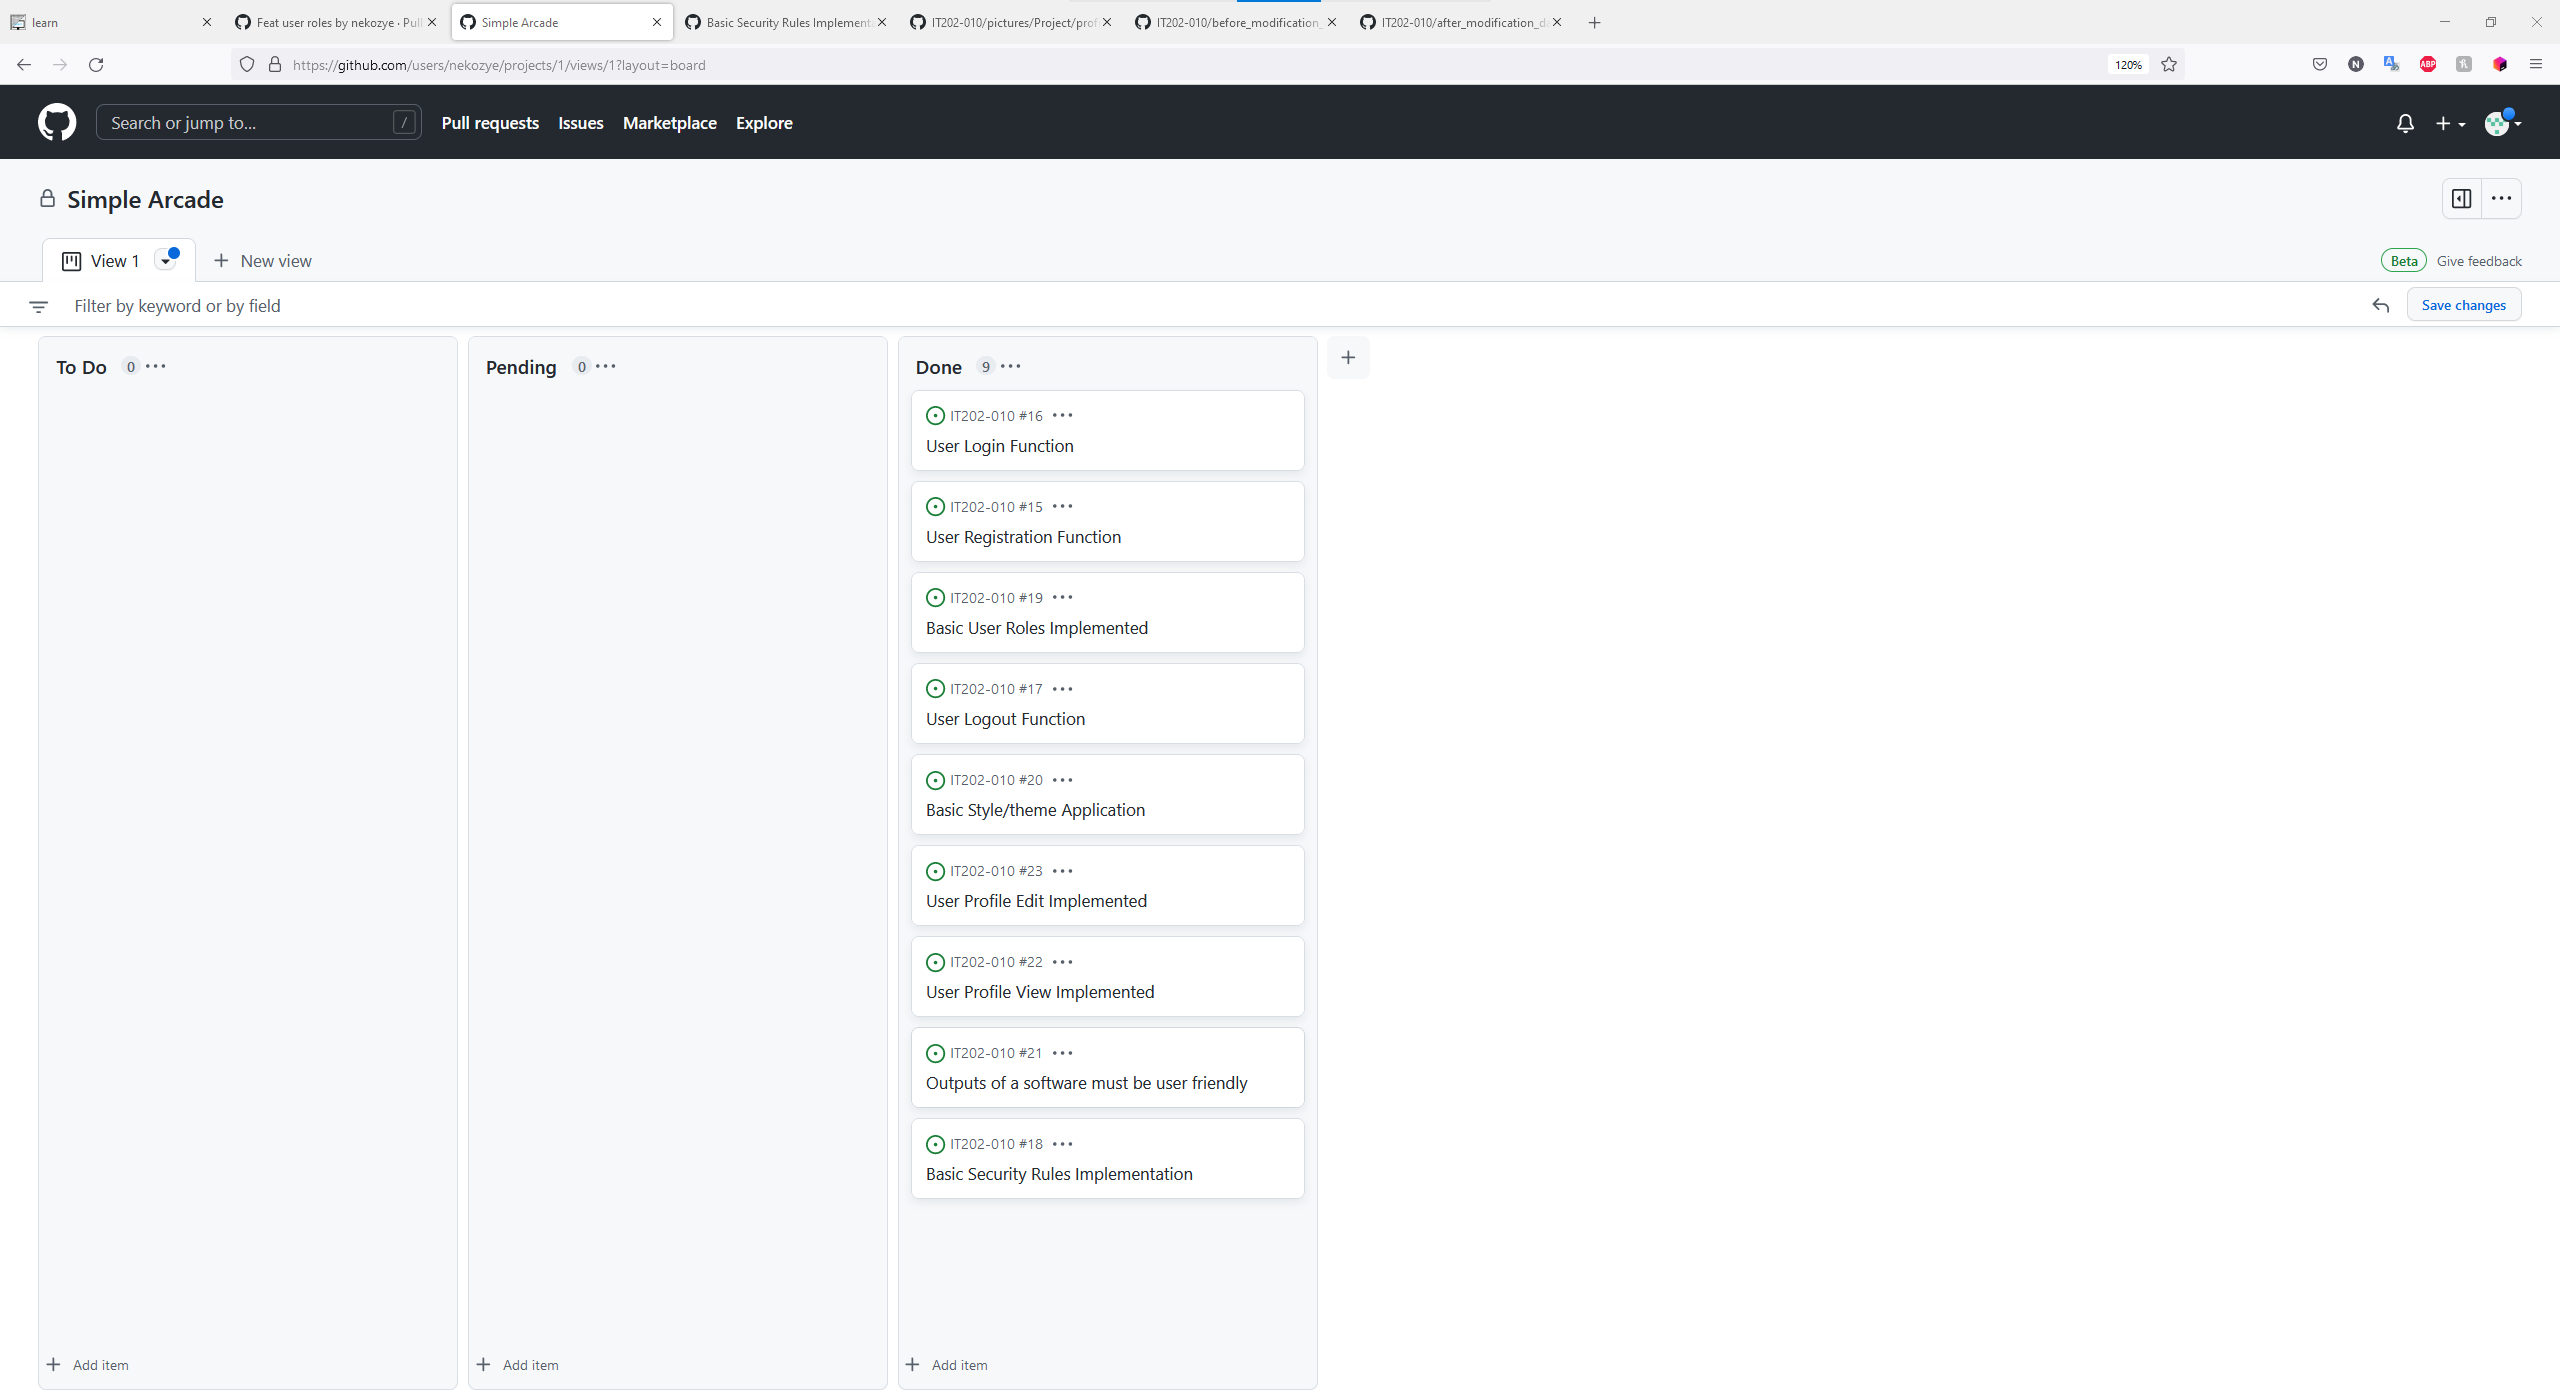 learn
Feat user roles by nekozye · Pull
Simple Arcade
Basic Security Rules Implementa
IT202-010/pictures/Project/prof
IT202-010/before_modification_
IT202-010/after_modification_d
https://github.com/users/nekozye/projects/1/views/1?layout=board
120%
N
ABP
Search or jump to...
/
Pull requests
Issues
Marketplace
Explore
Simple Arcade
View 1
New view
Beta
Give feedback
Filter by keyword or by field
Save changes
To Do 0
Pending 0
Done 9
IT202-010 #16
User Login Function
IT202-010 #15
User Registration Function
IT202-010 #19
Basic User Roles Implemented
IT202-010 #17
User Logout Function
IT202-010 #20
Basic Style/theme Application
IT202-010 #23
User Profile Edit Implemented
IT202-010 #22
User Profile View Implemented
IT202-010 #21
Outputs of a software must be user friendly
IT202-010 #18
Basic Security Rules Implementation
Add item
Add item
Add item